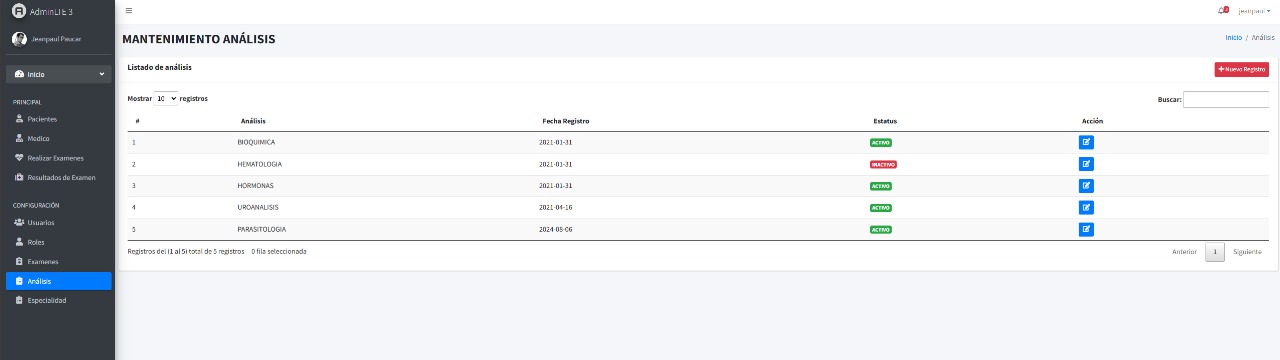 AdminLTE 3
jeanpaul
Jeanpaul Paucar
MANTENIMIENTO ANÁLISIS
Inicio / Análisis
Inicio
Listado de análisis
Nuevo Registro
PRINCIPAL
Pacientes
Medico
Realizar Examenes
Resultados de Examen
CONFIGURACIÓN
Usuarios
Roles
Examenes
Análisis
Especialidad
Mostrar 10 registros
Buscar:
# Análisis Fecha Registro Estatus Acción
1 BIOQUIMICA 2021-01-31 ACTIVO
2 HEMATOLOGIA 2021-01-31 INACTIVO
3 HORMONAS 2021-01-31 ACTIVO
4 UROANALISIS 2021-04-16 ACTIVO
5 PARASITOLOGIA 2024-08-06 ACTIVO
Registros del (1 al 5) total de 5 registros 0 fila seleccionada
Anterior 1 Siguiente